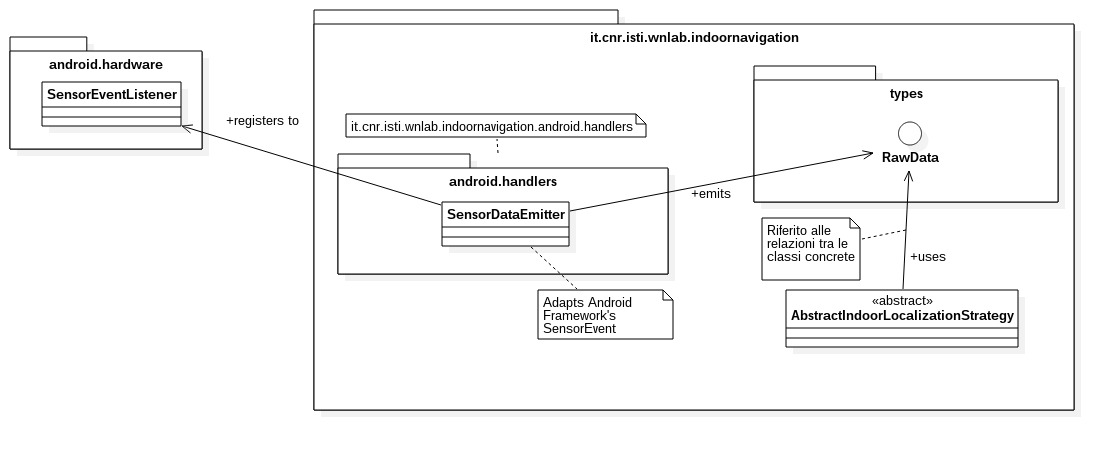 it.cnr.isti.wnlab.indoornavigation
android.hardware
SensorEventListener
+registers to
it.cnr.isti.wnlab.indoornavigation.android.handlers
android.handlers
SensorDataEmitter
+emits
types
RawData
Riferito alle
relazioni tra le
classi concrete
+uses
Adapts Android
Framework's
SensorEvent
«abstract»
AbstractIndoorLocalizationStrategy